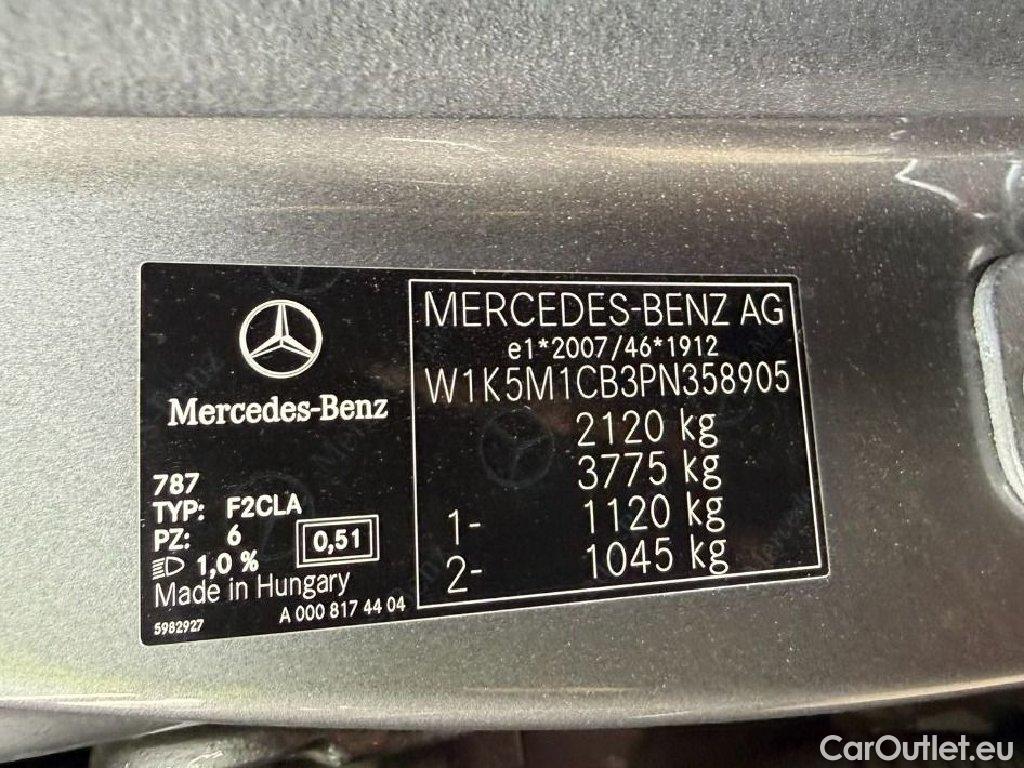 Mercedes-Benz
787
TYP: F2CLA
PZ: 6
0,51
1,0 %
Made in Hungary
A 000 817 44 04
5982927
MERCEDES-BENZ AG
e1*2007/46*1912
W1K5M1CB3PN358905
2120 kg
3775 kg
1- 1120 kg
2- 1045 kg
CarOutlet.eu